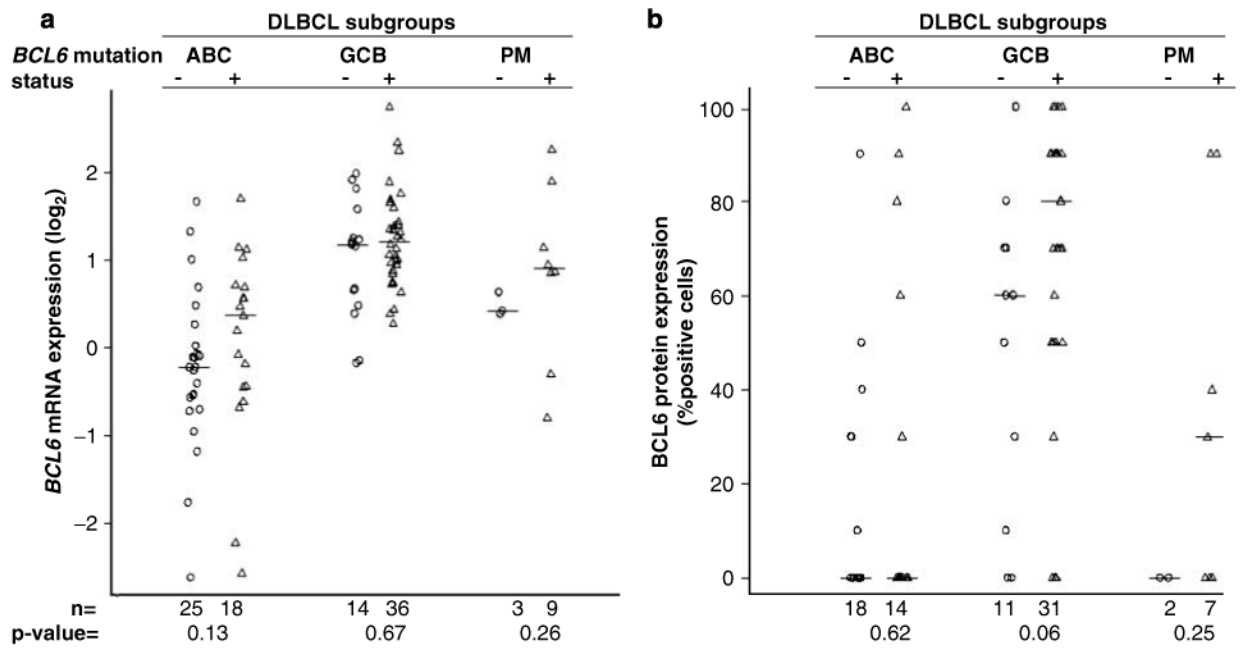 a
DLBCL subgroups
BCL6 mutation ABC GCB PM
status - + - + - +
BCL6 mRNA expression (log2)
2
1
0
−1
−2
n= 25 18 14 36 3 9
p-value= 0.13 0.67 0.26
b
DLBCL subgroups
ABC GCB PM
- + - + - +
BCL6 protein expression
(%positive cells)
100
80
60
40
20
0
18 14 11 31 2 7
0.62 0.06 0.25